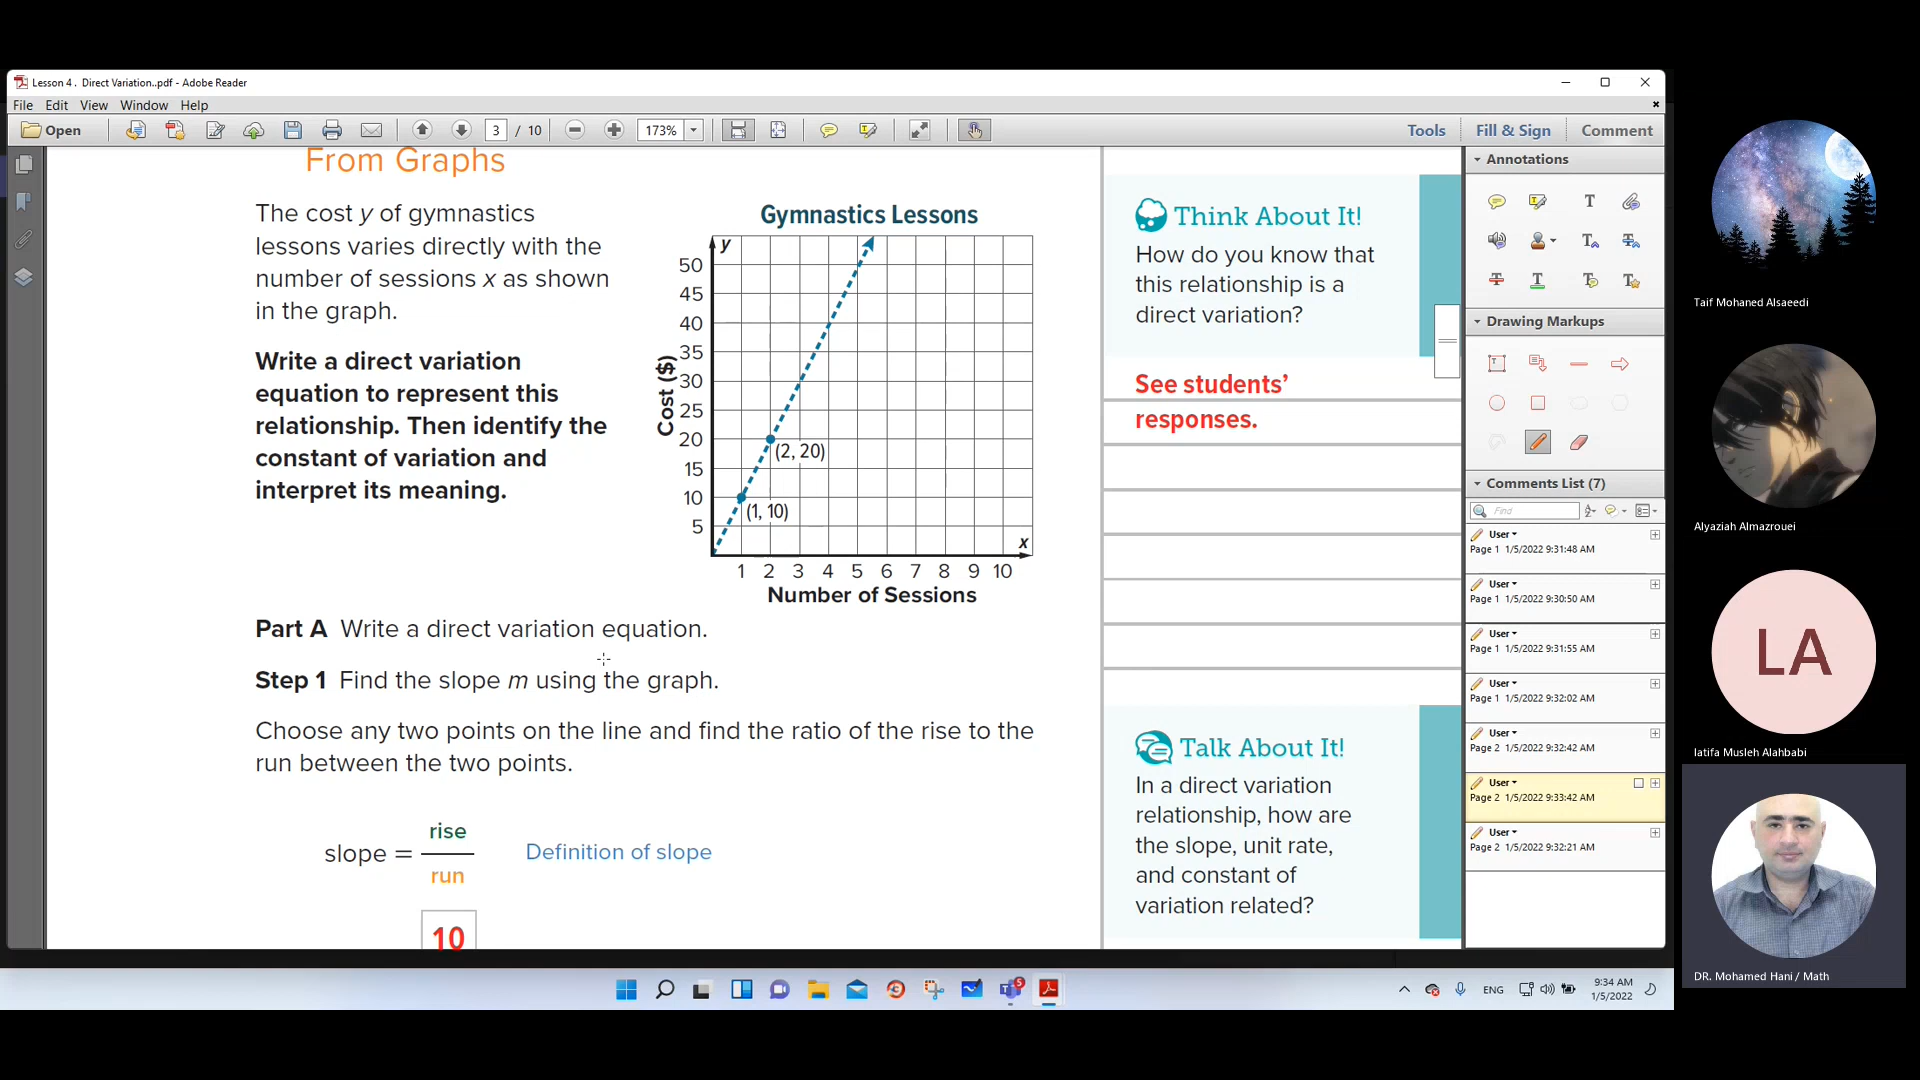 Lesson 4 .  Direct Variation..pdf - Adobe Reader
File Edit View Window Help
Open
3 / 10
173%
Tools
Fill & Sign
Comment
From Graphs
The cost y of gymnastics
lessons varies directly with the
number of sessions x as shown
in the graph.
Write a direct variation
equation to represent this
relationship. Then identify the
constant of variation and
interpret its meaning.
Gymnastics Lessons
y
50
45
40
35
30
25
20
15
10
5
Cost ($)
(2, 20)
(1, 10)
x
1 2 3 4 5 6 7 8 9 10
Number of Sessions
Part A Write a direct variation equation.
Step 1 Find the slope m using the graph.
Choose any two points on the line and find the ratio of the rise to the
run between the two points.
rise
slope =
run
Definition of slope
10
Think About It!
How do you know that
this relationship is a
direct variation?
See students’
responses.
Talk About It!
In a direct variation
relationship, how are
the slope, unit rate,
and constant of
variation related?
Annotations
Drawing Markups
Comments List (7)
Find
User
Page 1 1/5/2022 9:31:48 AM
User
Page 1 1/5/2022 9:30:50 AM
User
Page 1 1/5/2022 9:31:55 AM
User
Page 1 1/5/2022 9:32:02 AM
User
Page 2 1/5/2022 9:32:42 AM
User
Page 2 1/5/2022 9:33:42 AM
User
Page 2 1/5/2022 9:32:21 AM
Taif Mohaned Alsaeedi
Alyaziah Almazrouei
LA
latifa Musleh Alahbabi
DR. Mohamed Hani / Math
5
ENG
9:34 AM
1/5/2022